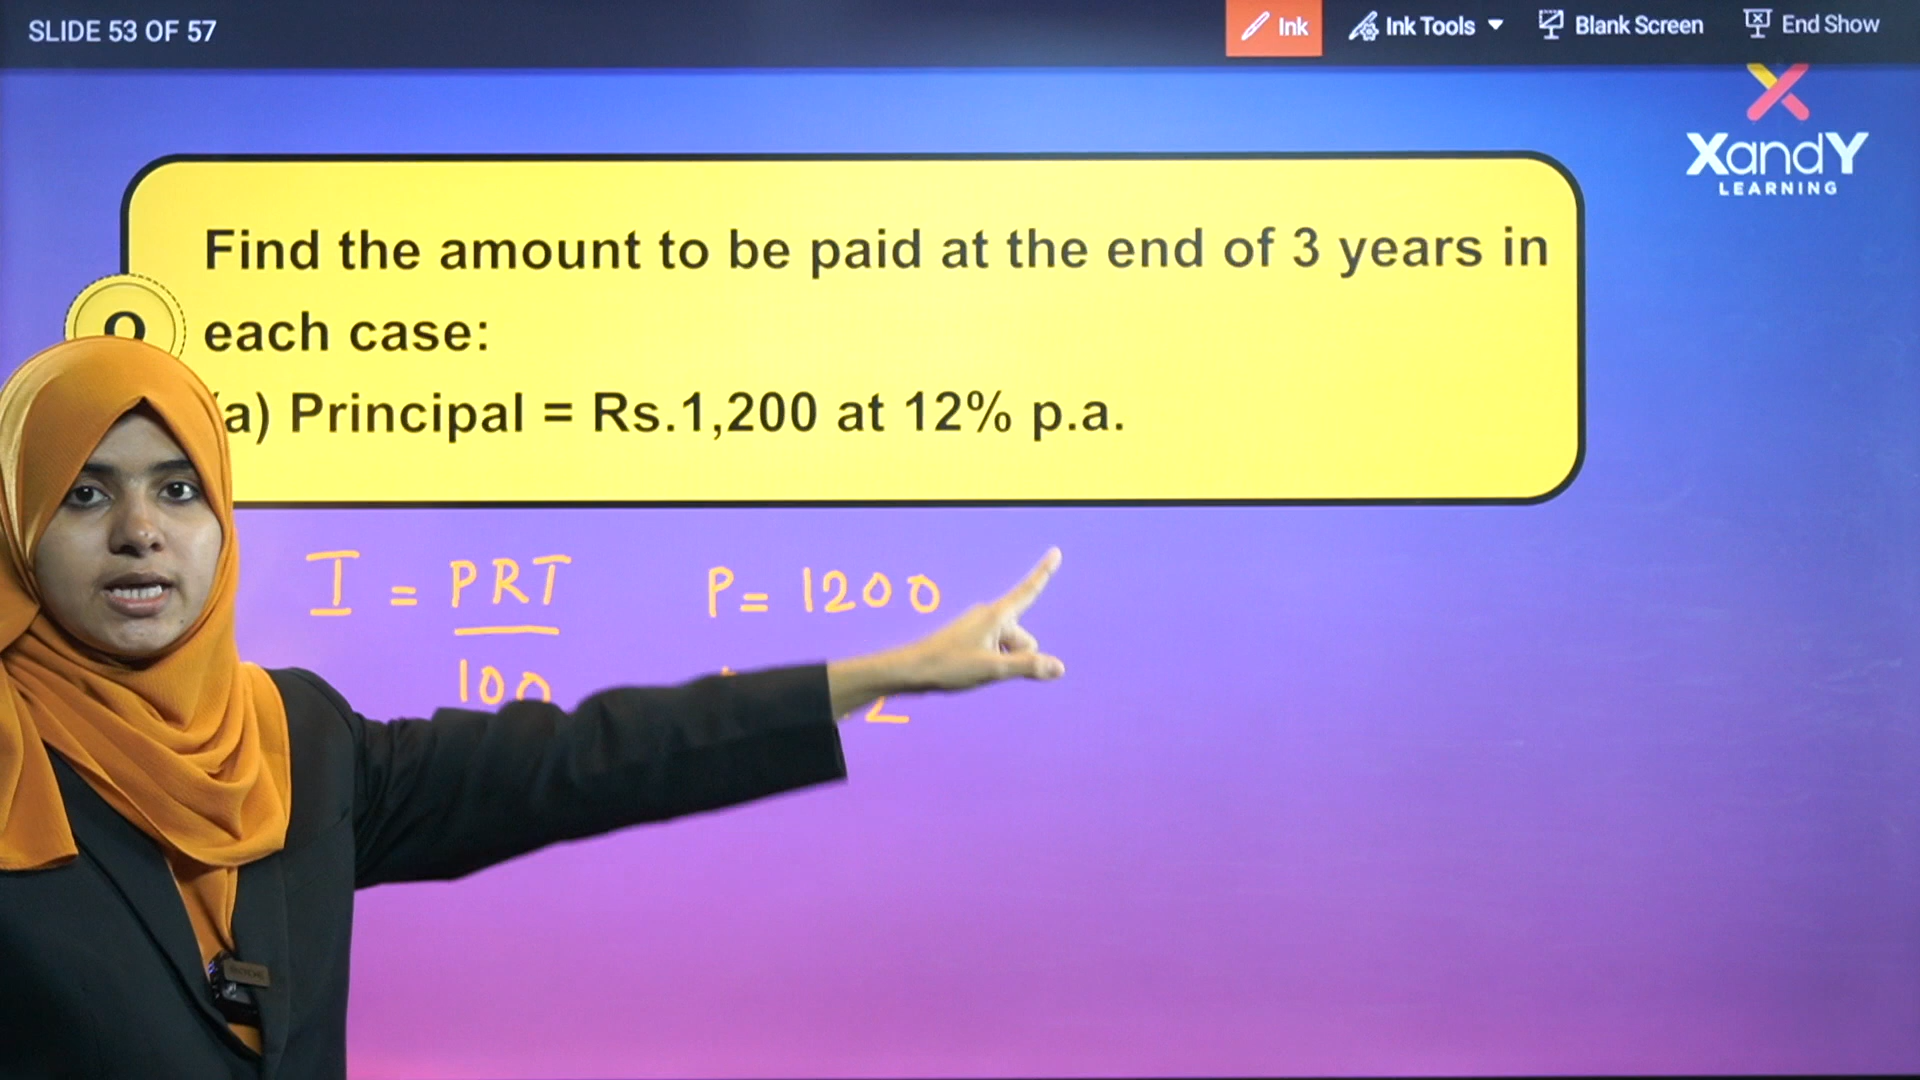 SLIDE 53 OF 57
Ink
Ink Tools
Blank Screen
End Show
XandY
LEARNING
Find the amount to be paid at the end of 3 years in
each case:
(a) Principal = Rs.1,200 at 12% p.a.
I = PRT
100
P = 1200